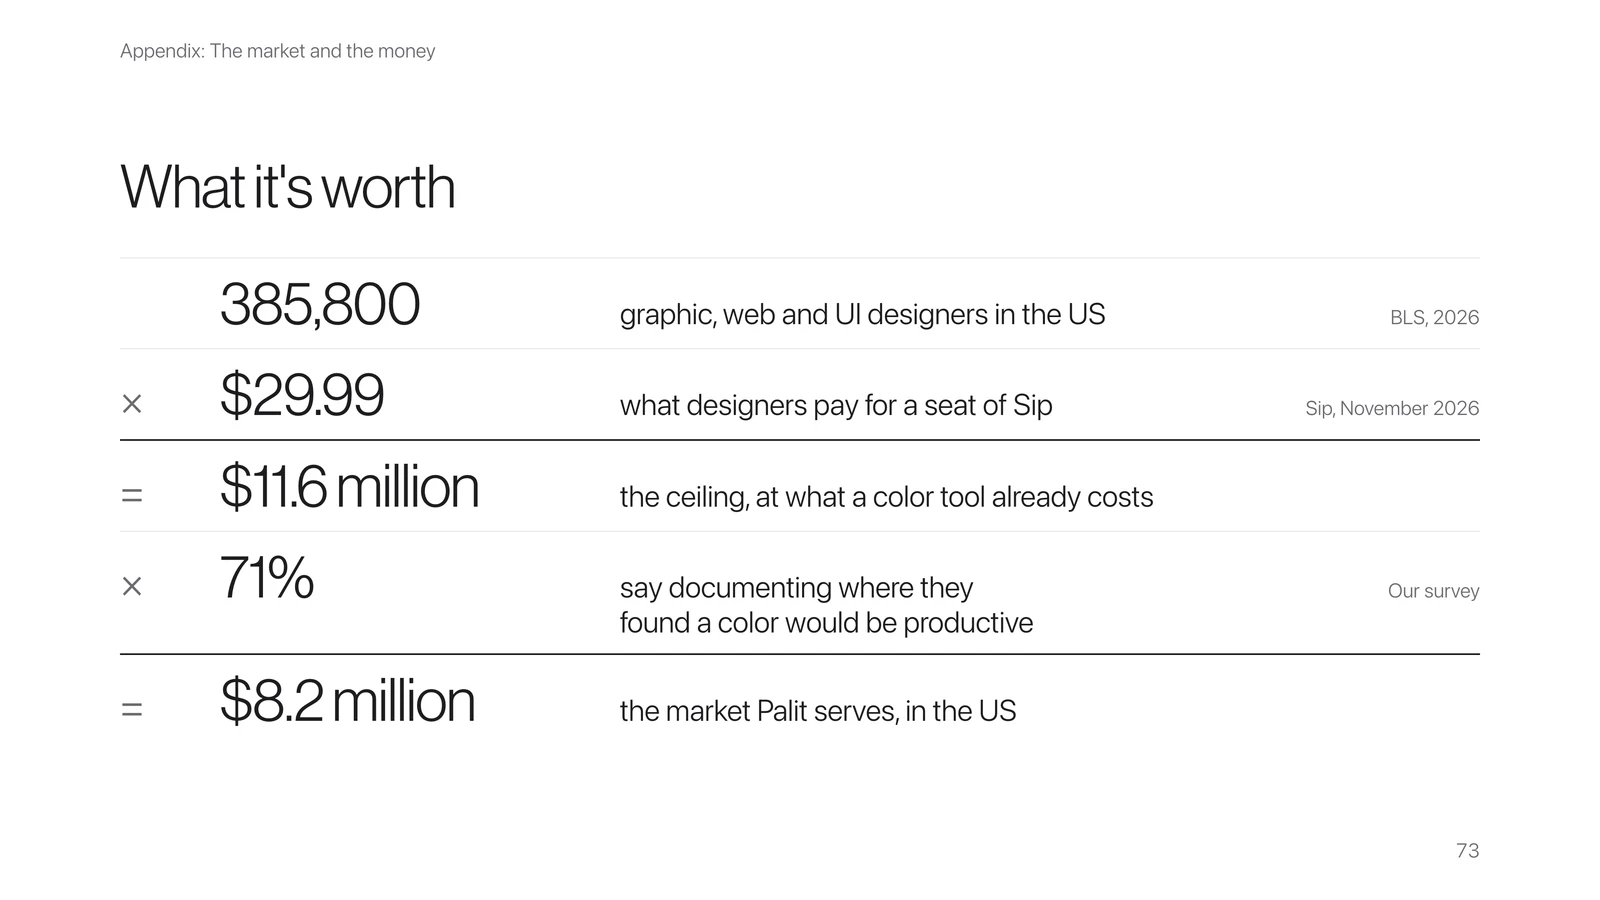 Appendix: The market and the money
What it's worth
385,800 graphic, web and UI designers in the US BLS, 2026
× $29.99 what designers pay for a seat of Sip Sip, November 2026
= $11.6 million the ceiling, at what a color tool already costs
× 71% say documenting where they Our survey
found a color would be productive
= $8.2 million the market Palit serves, in the US
73